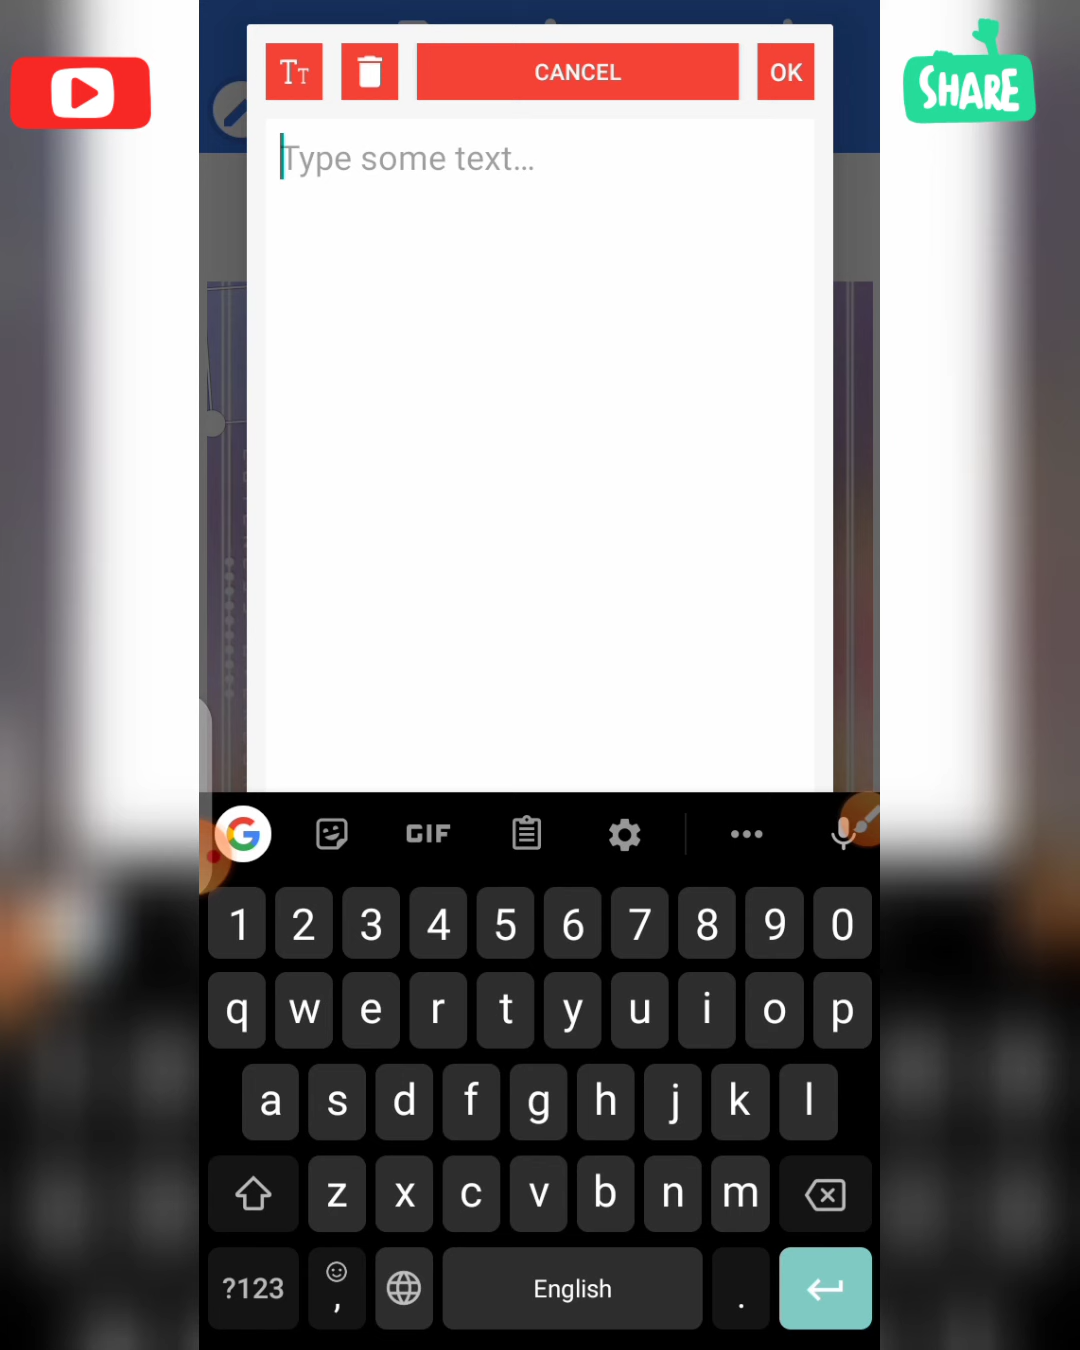 SHARE
Tт CANCEL OK
Type some text...
G GIF
1 2 3 4 5 6 7 8 9 0
q w e r t y u i o p
a s d f g h j k l
z x c v b n m
?123 , English .